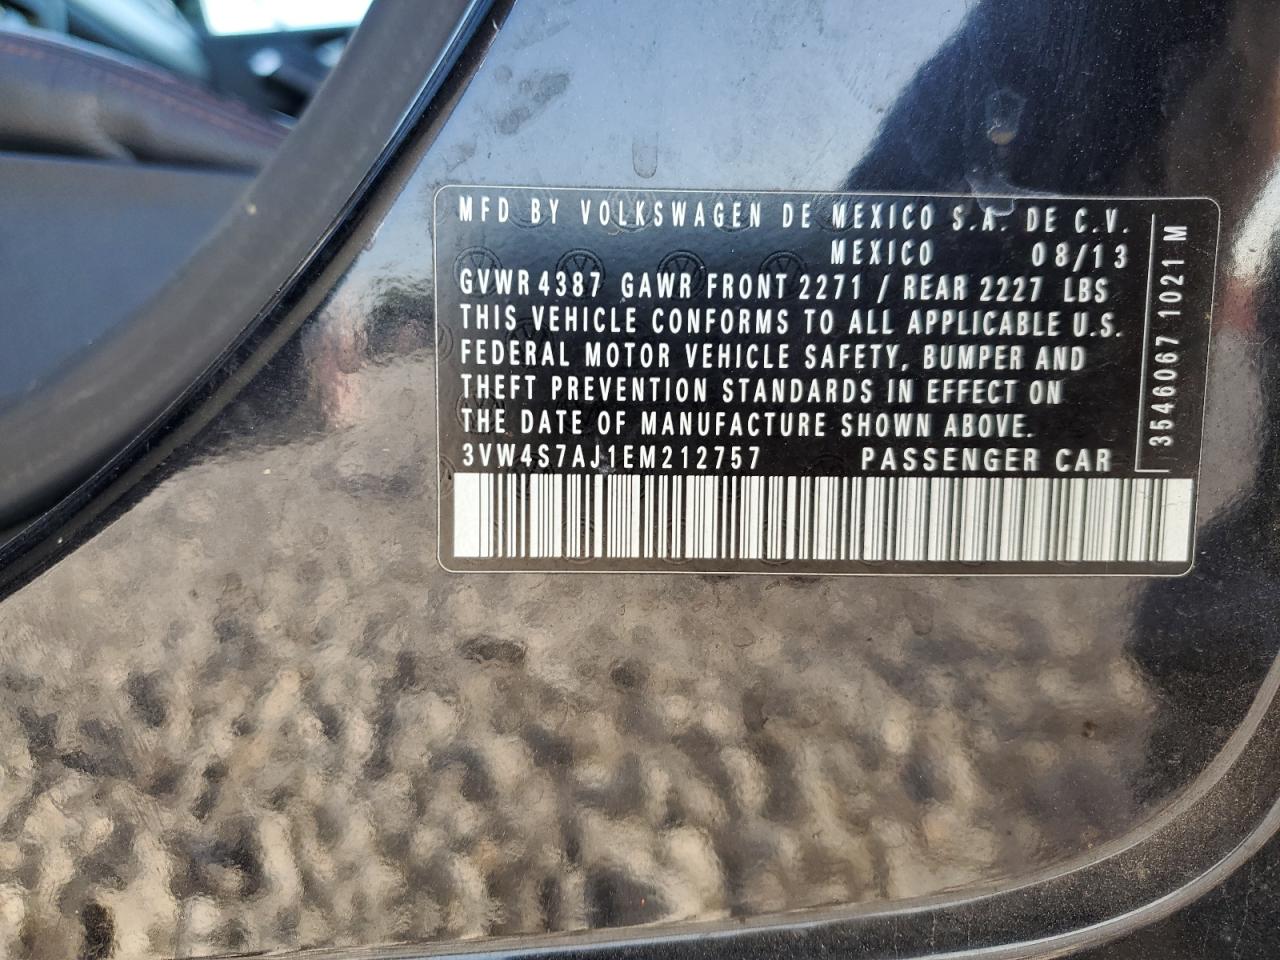 MFD BY VOLKSWAGEN DE MEXICO S.A. DE C.V.
MEXICO 08/13
GVWR 4387 GAWR FRONT 2271 / REAR 2227 LBS
THIS VEHICLE CONFORMS TO ALL APPLICABLE U.S.
FEDERAL MOTOR VEHICLE SAFETY, BUMPER AND
THEFT PREVENTION STANDARDS IN EFFECT ON
THE DATE OF MANUFACTURE SHOWN ABOVE.
3VW4S7AJ1EM212757 PASSENGER CAR
3546067 1021 M